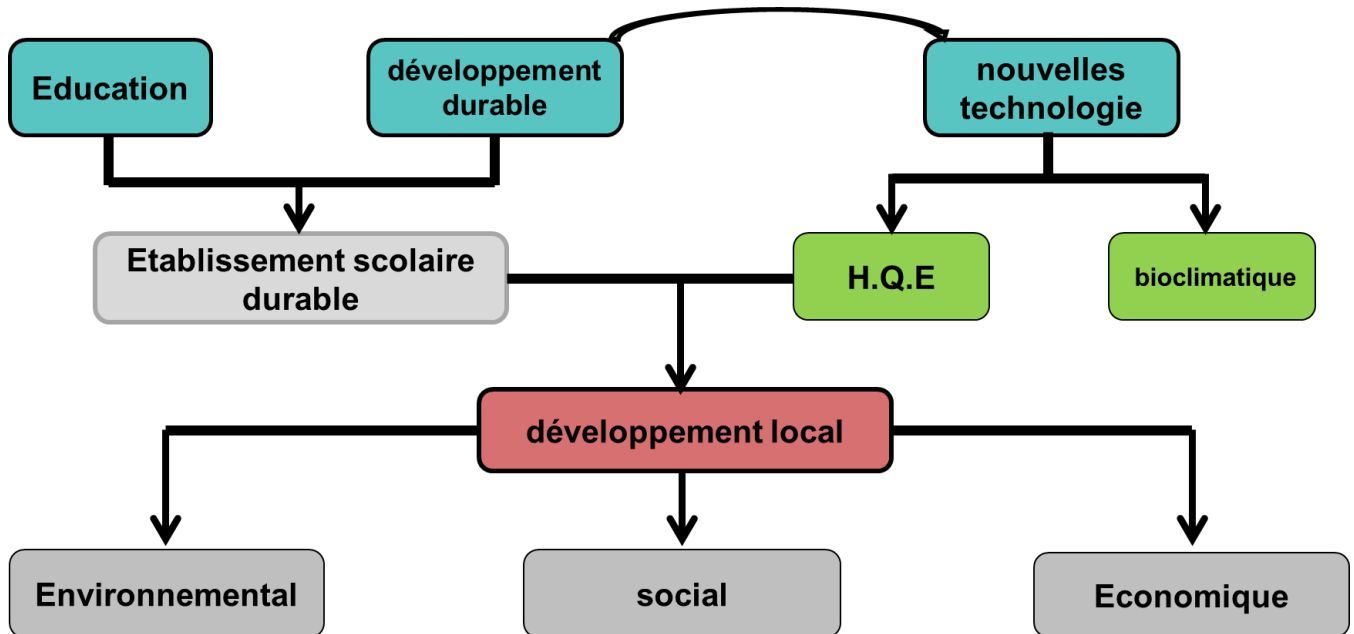 Education
développement
durable
nouvelles
technologie
Etablissement scolaire
durable
H.Q.E
bioclimatique
développement local
Environnemental
social
Economique